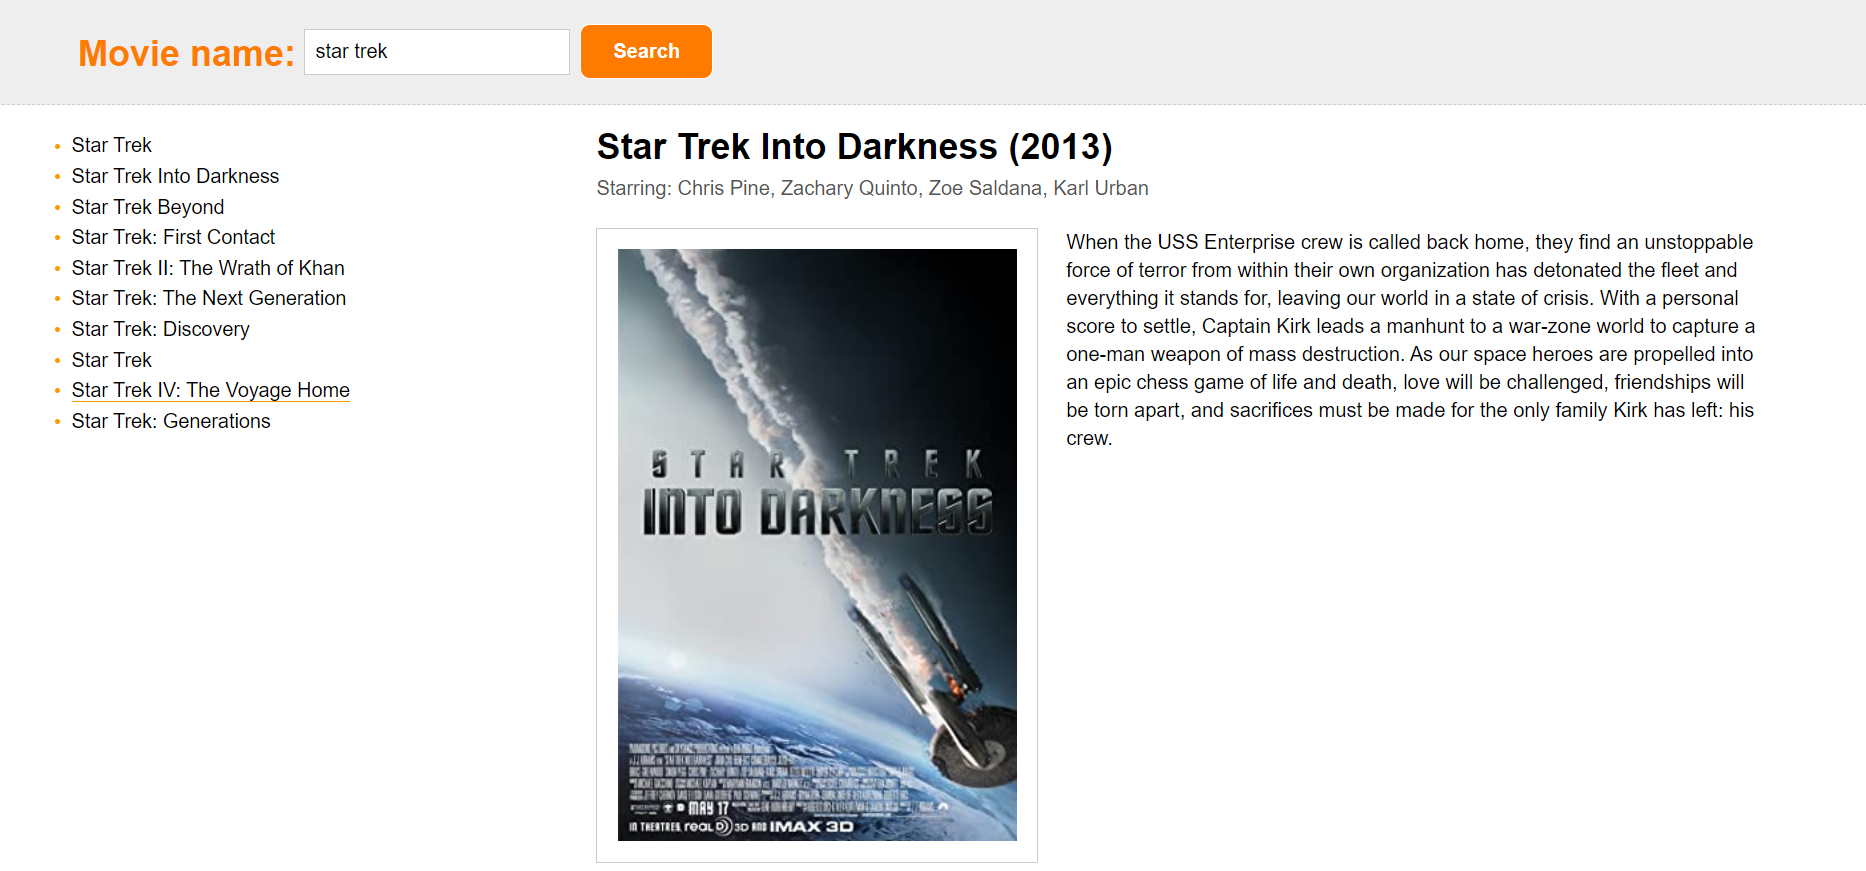 Movie name: star trek Search
Star Trek
Star Trek Into Darkness
Star Trek Beyond
Star Trek: First Contact
Star Trek II: The Wrath of Khan
Star Trek: The Next Generation
Star Trek: Discovery
Star Trek
Star Trek IV: The Voyage Home
Star Trek: Generations
Star Trek Into Darkness (2013)
Starring: Chris Pine, Zachary Quinto, Zoe Saldana, Karl Urban
STAR TREK
INTO DARKNESS
MAY 17
IN THEATRES, REAL D 3D AND IMAX 3D
When the USS Enterprise crew is called back home, they find an unstoppable
force of terror from within their own organization has detonated the fleet and
everything it stands for, leaving our world in a state of crisis. With a personal
score to settle, Captain Kirk leads a manhunt to a war-zone world to capture a
one-man weapon of mass destruction. As our space heroes are propelled into
an epic chess game of life and death, love will be challenged, friendships will
be torn apart, and sacrifices must be made for the only family Kirk has left: his
crew.